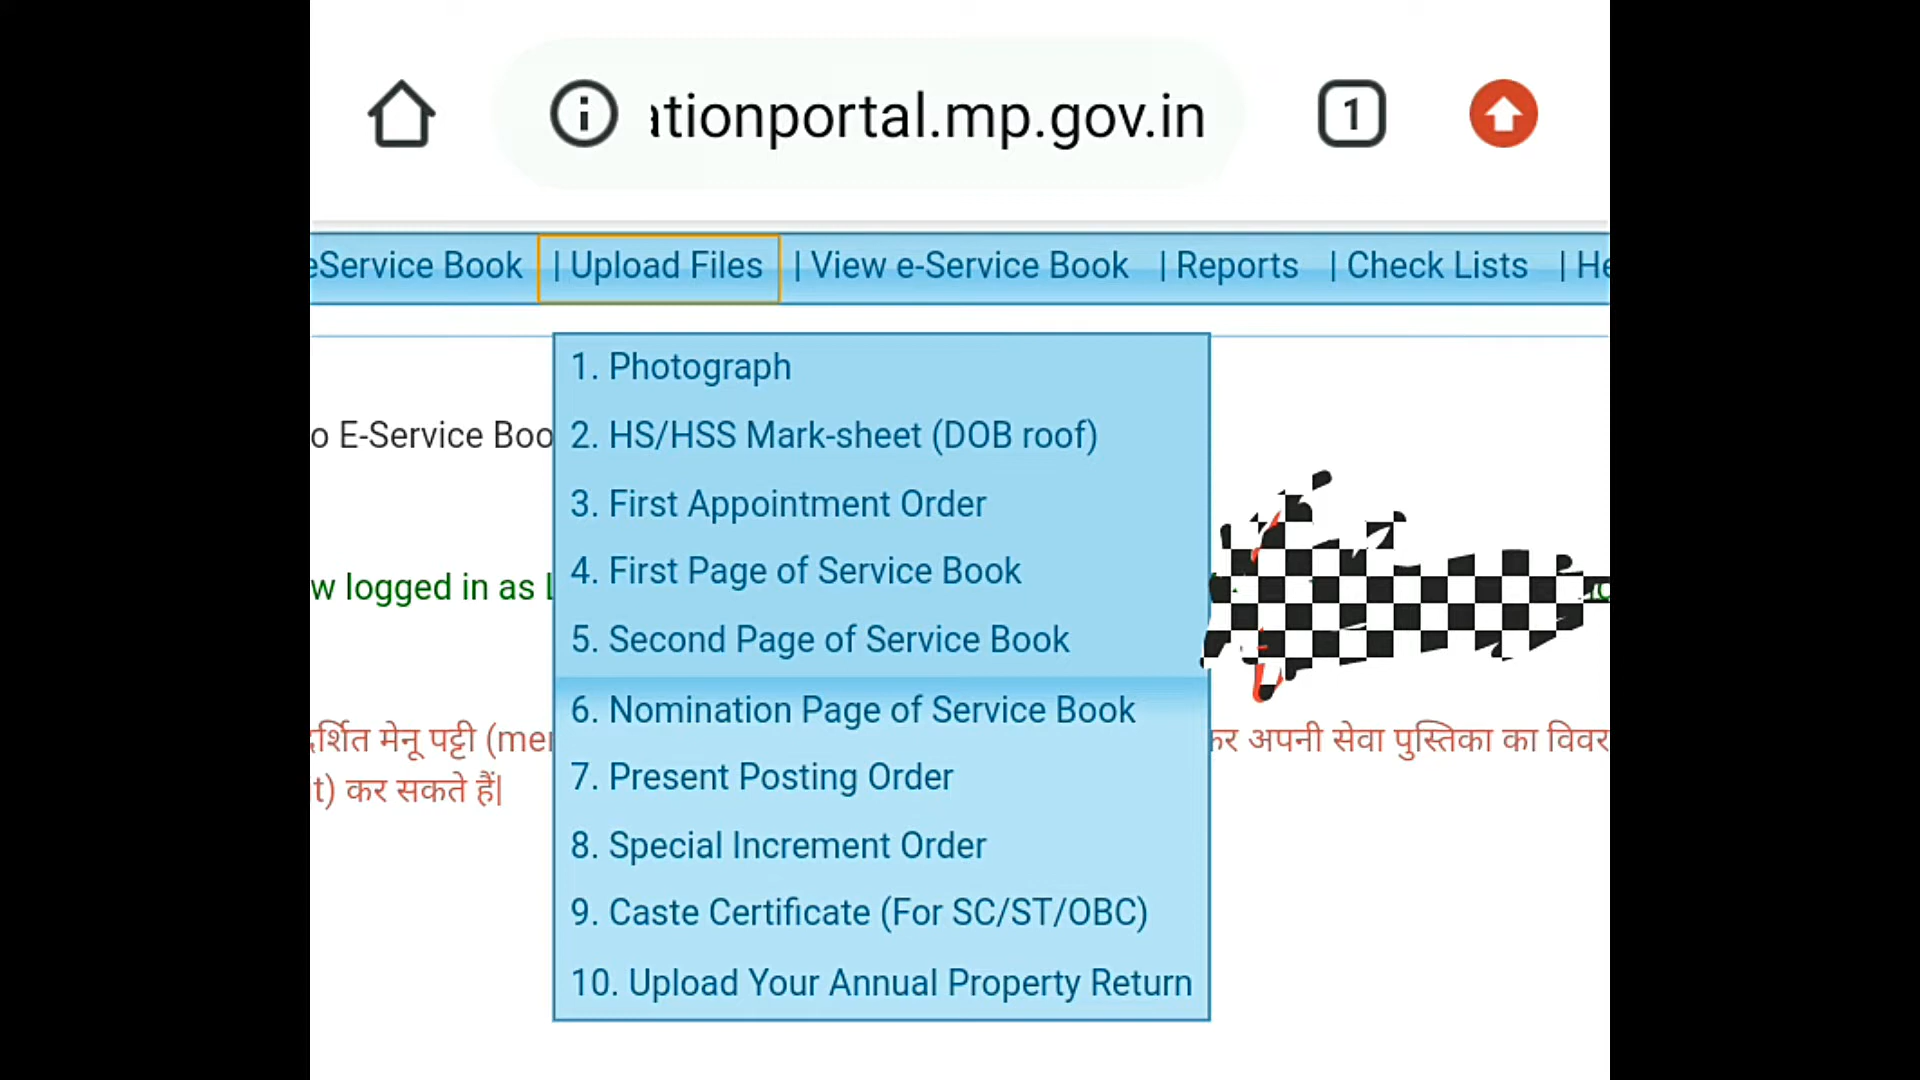 ationportal.mp.gov.in
1
eService Book | Upload Files | View e-Service Book | Reports | Check Lists | He
1. Photograph
o E-Service Boo
2. HS/HSS Mark-sheet (DOB roof)
3. First Appointment Order
4. First Page of Service Book
w logged in as L
5. Second Page of Service Book
6. Nomination Page of Service Book
दर्शित मेनू पट्टी (mer
कर अपनी सेवा पुस्तिका का विवर
7. Present Posting Order
t) कर सकते हैं|
8. Special Increment Order
9. Caste Certificate (For SC/ST/OBC)
10. Upload Your Annual Property Return